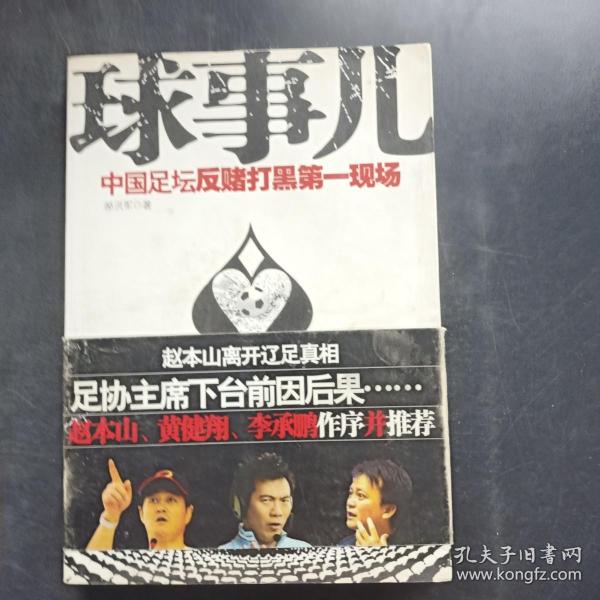 球事儿
中国足坛反赌打黑第一现场
赵本山离开辽足真相
足协主席下台前因后果……
赵本山、黄健翔、李承鹏作序并推荐
孔夫子旧书网
www.kongfz.com